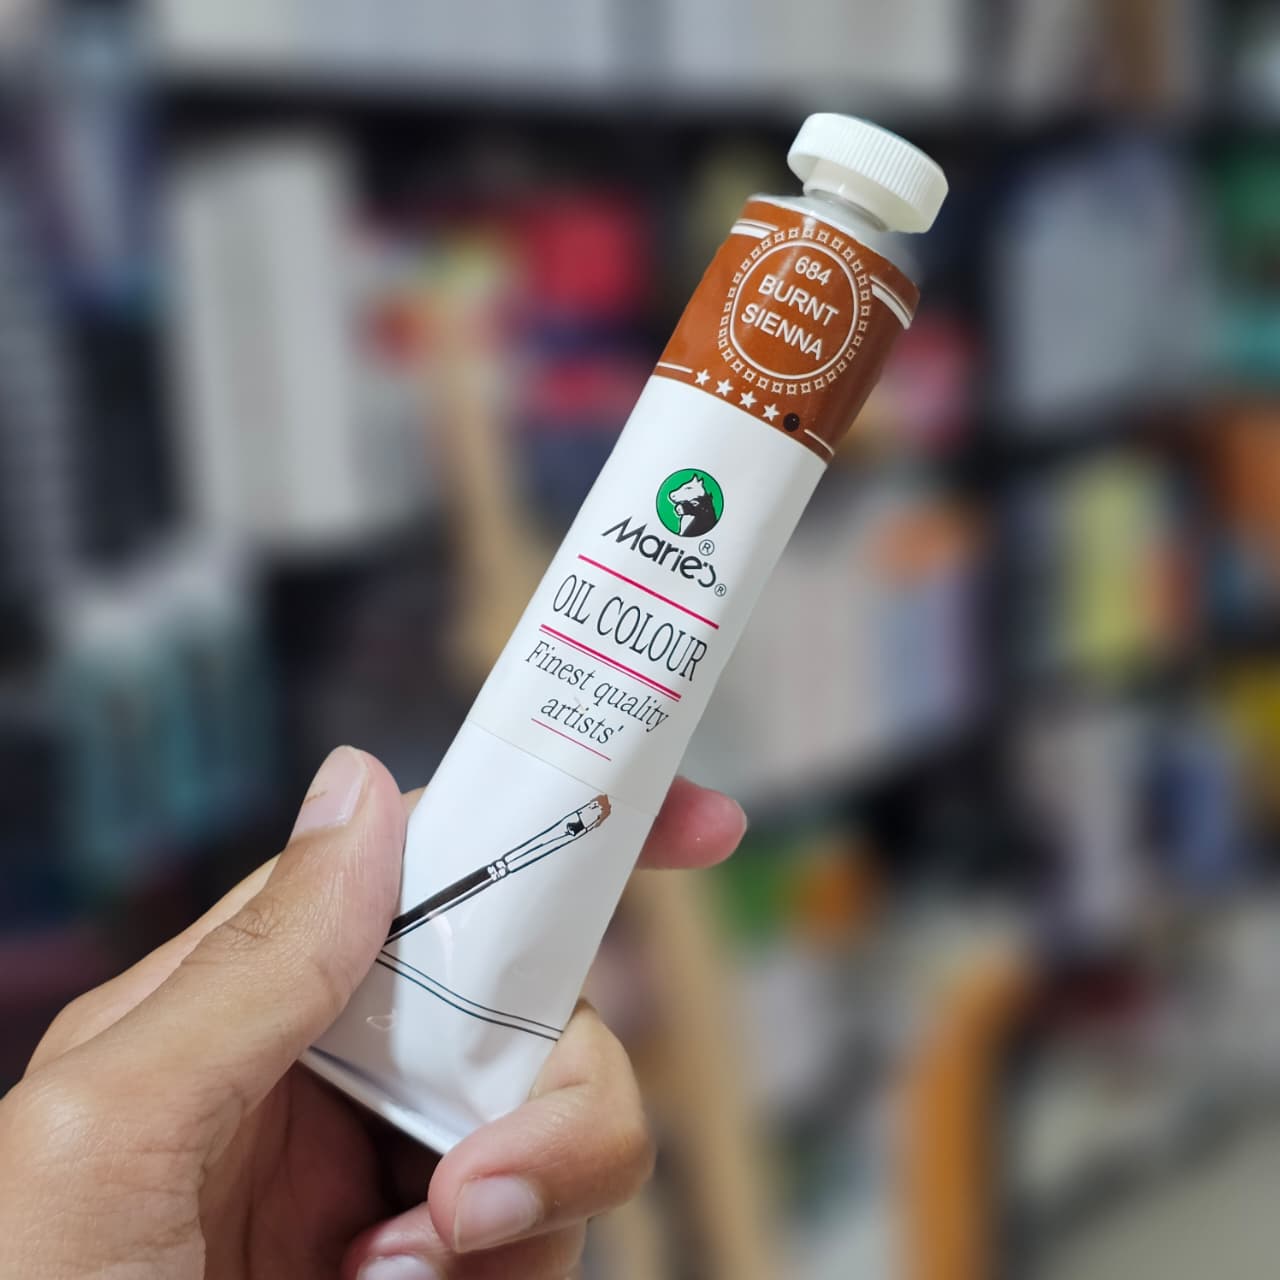 684
BURNT
SIENNA
Marie's
OIL COLOUR
Finest quality
artists'